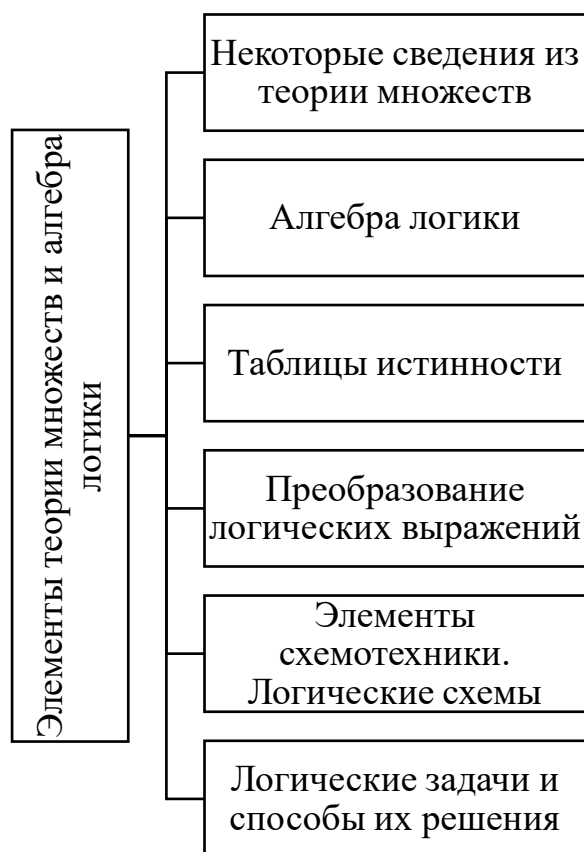 Элементы теории множеств и алгебра
логики
Некоторые сведения из
теории множеств
Алгебра логики
Таблицы истинности
Преобразование
логических выражений
Элементы
схемотехники.
Логические схемы
Логические задачи и
способы их решения